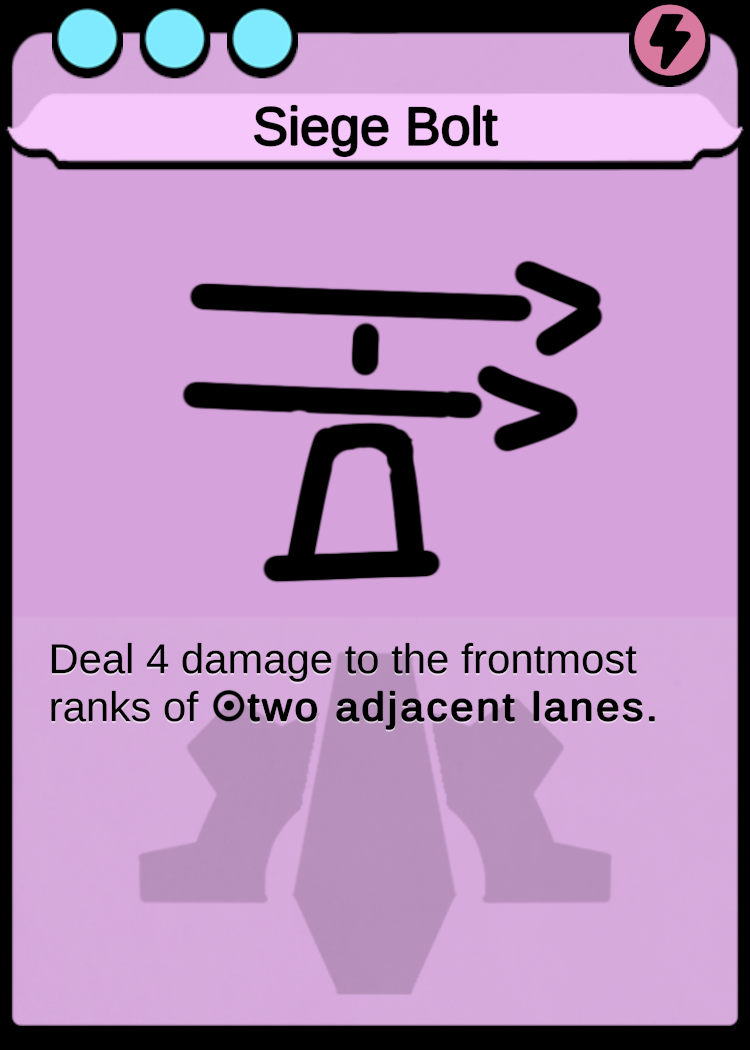 Siege Bolt
Deal 4 damage to the frontmost
ranks of two adjacent lanes.